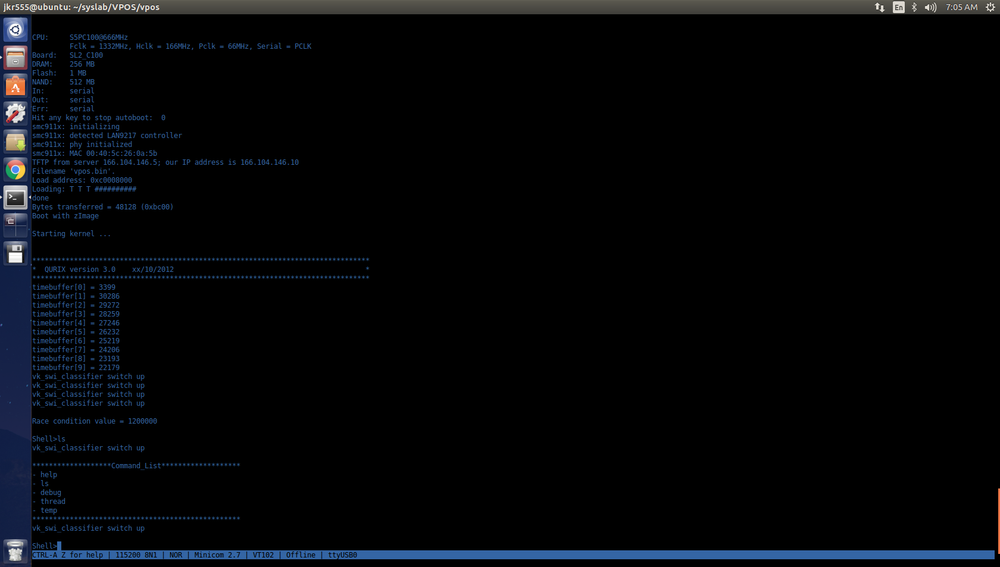 jkr555@ubuntu: ~/syslab/VPOS/vpos
En
7:05 AM
CPU: S5PC100@666MHz
Fclk = 1332MHz, Hclk = 166MHz, Pclk = 66MHz, Serial = PCLK
Board: SL2_C100
DRAM: 256 MB
Flash: 1 MB
NAND: 512 MB
In: serial
Out: serial
Err: serial
Hit any key to stop autoboot: 0
smc911x: initializing
smc911x: detected LAN9217 controller
smc911x: phy initialized
smc911x: MAC 00:40:5c:26:0a:5b
TFTP from server 166.104.146.5; our IP address is 166.104.146.10
Filename 'vpos.bin'.
Load address: 0xc0008000
Loading: T T T ##########
done
Bytes transferred = 48128 (0xbc00)
Boot with zImage
Starting kernel ...
*********************************************************************************
* QURIX version 3.0 xx/10/2012 *
*********************************************************************************
timebuffer[0] = 3399
timebuffer[1] = 30286
timebuffer[2] = 29272
timebuffer[3] = 28259
timebuffer[4] = 27246
timebuffer[5] = 26232
timebuffer[6] = 25219
timebuffer[7] = 24206
timebuffer[8] = 23193
timebuffer[9] = 22179
vk_swi_classifier switch up
vk_swi_classifier switch up
vk_swi_classifier switch up
vk_swi_classifier switch up
Race condition value = 1200000
Shell>ls
vk_swi_classifier switch up
*******************Command_List*******************
- help
- ls
- debug
- thread
- temp
**************************************************
vk_swi_classifier switch up
Shell>
CTRL-A Z for help | 115200 8N1 | NOR | Minicom 2.7 | VT102 | Offline | ttyUSB0